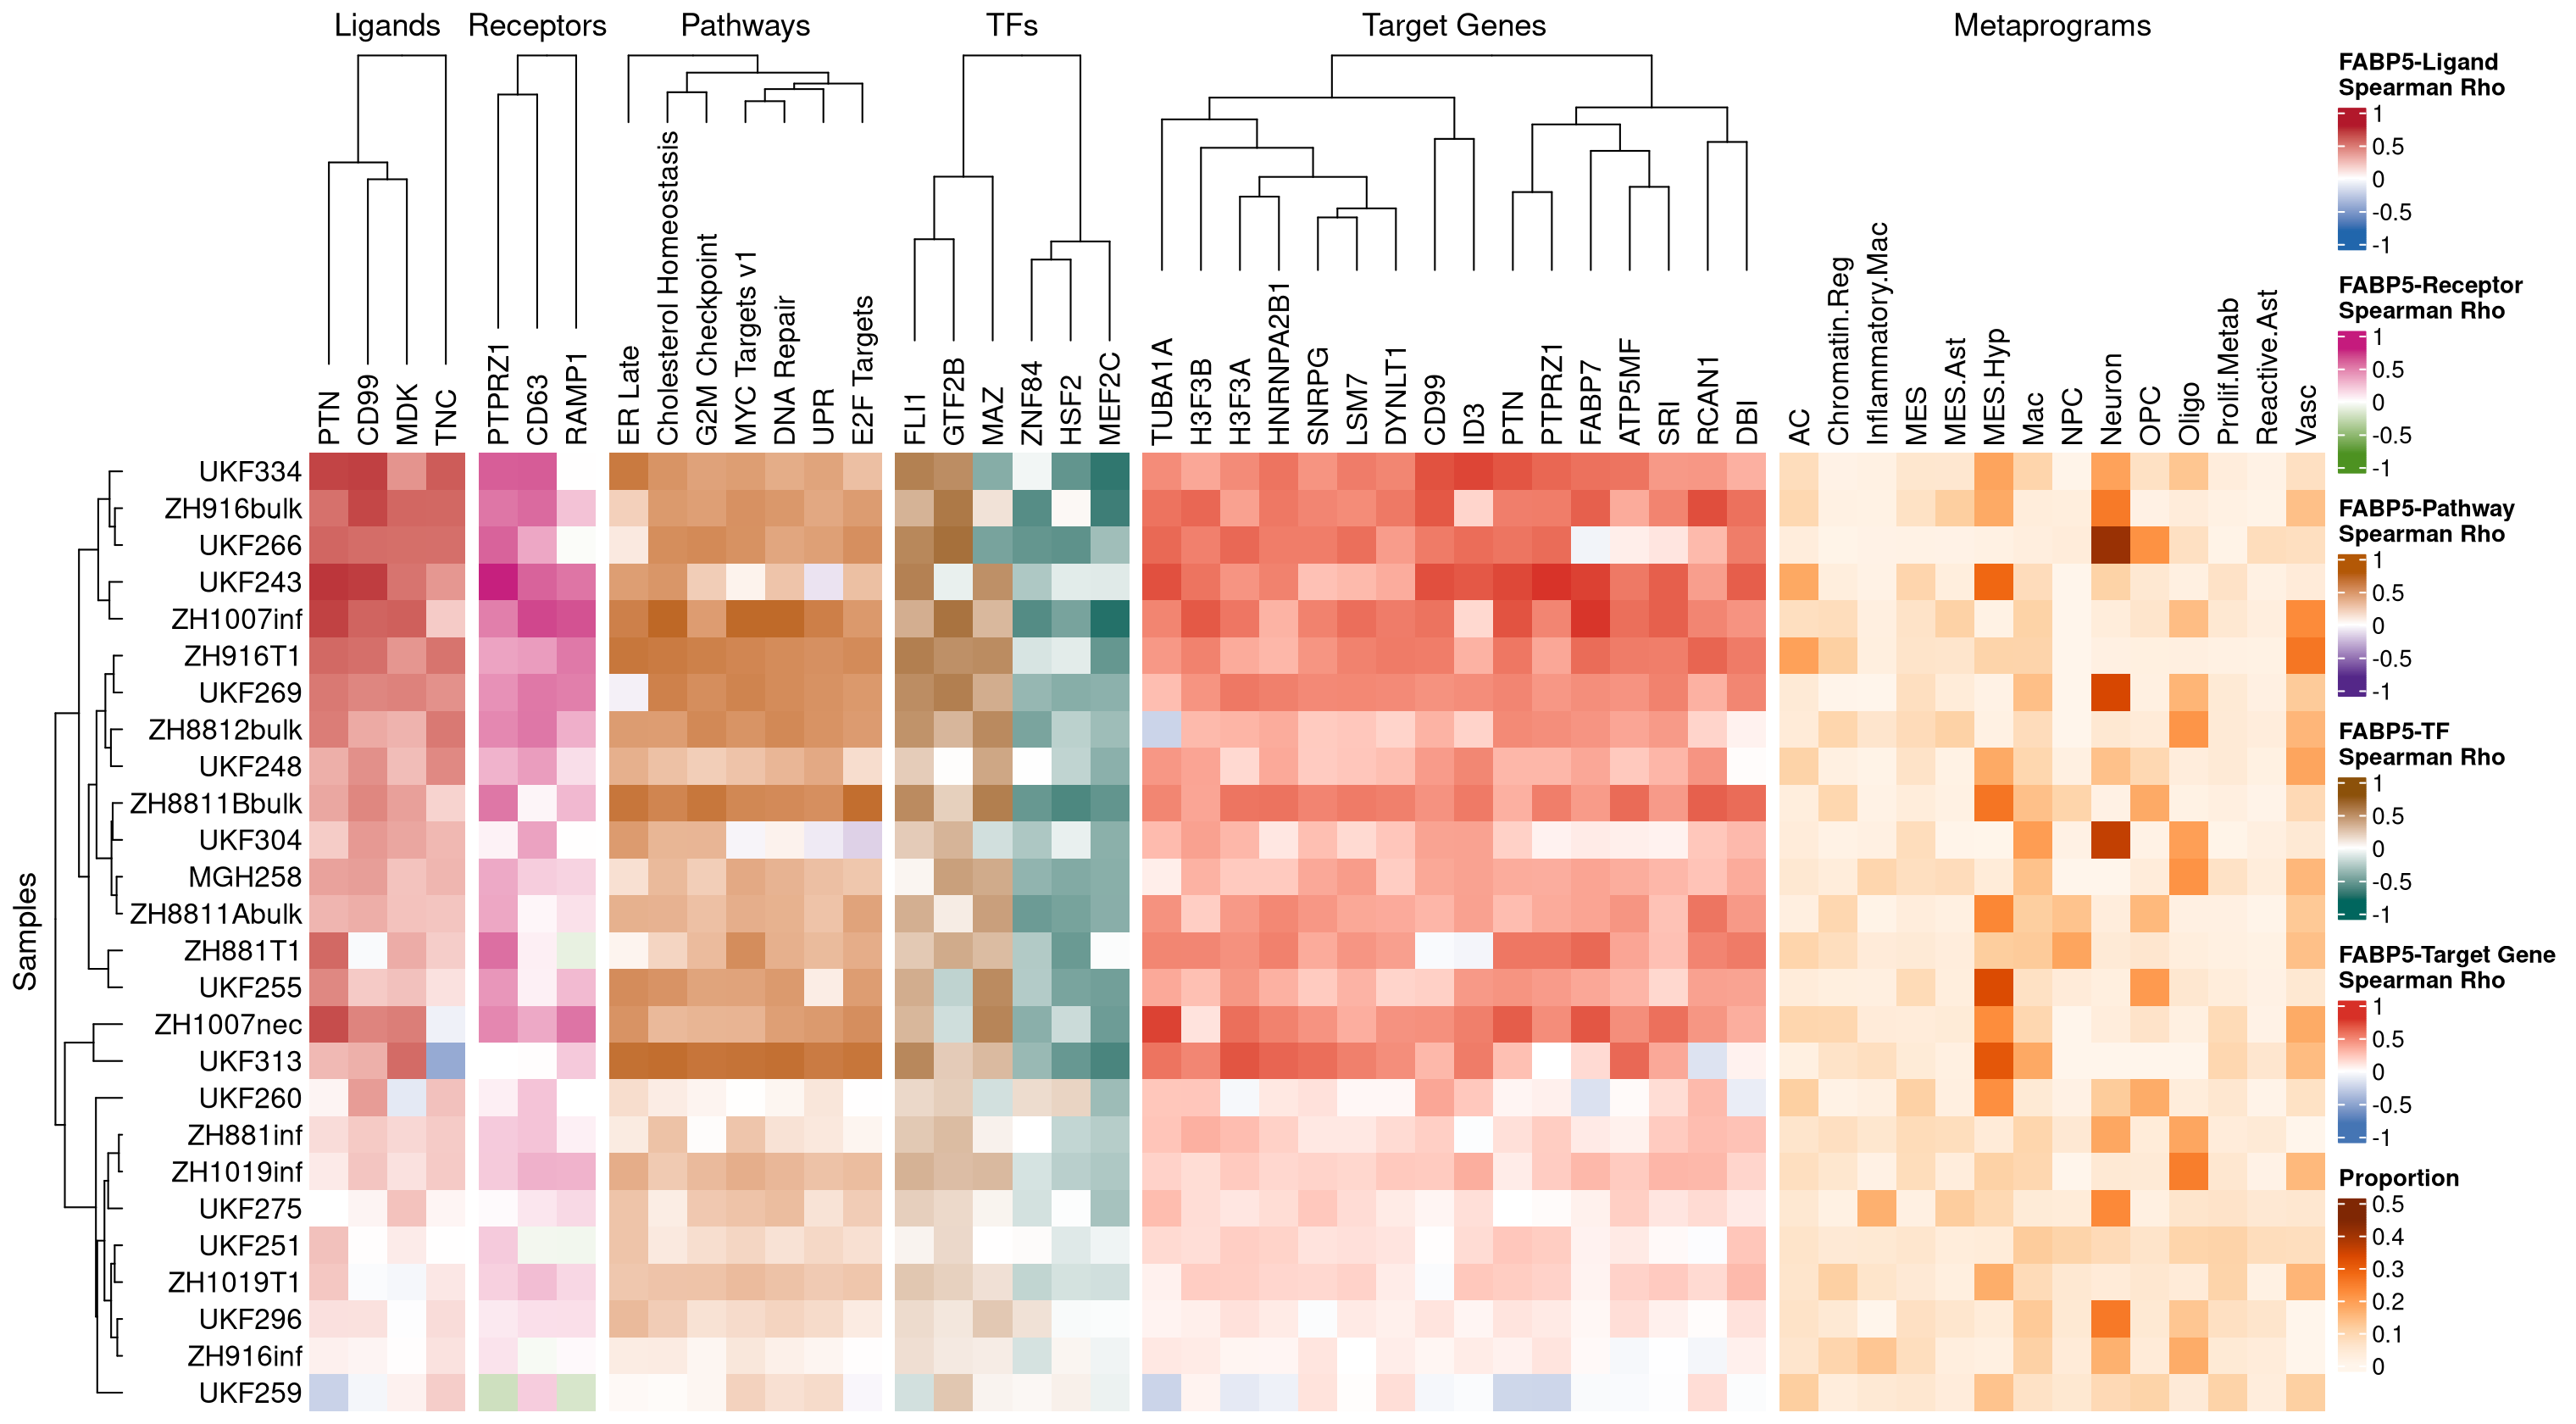 Ligands Receptors Pathways TFs Target Genes Metaprograms
PTN
CD99
MDK
TNC
PTPRZ1
CD63
RAMP1
ER Late
Cholesterol Homeostasis
G2M Checkpoint
MYC Targets v1
DNA Repair
UPR
E2F Targets
FLI1
GTF2B
MAZ
ZNF84
HSF2
MEF2C
TUBA1A
H3F3B
H3F3A
HNRNPA2B1
SNRPG
LSM7
DYNLT1
CD99
ID3
PTN
PTPRZ1
FABP7
ATP5MF
SRI
RCAN1
DBI
AC
Chromatin.Reg
Inflammatory.Mac
MES
MES.Ast
MES.Hyp
Mac
NPC
Neuron
OPC
Oligo
Prolif.Metab
Reactive.Ast
Vasc
Samples
UKF334
ZH916bulk
UKF266
UKF243
ZH1007inf
ZH916T1
UKF269
ZH8812bulk
UKF248
ZH8811Bbulk
UKF304
MGH258
ZH8811Abulk
ZH881T1
UKF255
ZH1007nec
UKF313
UKF260
ZH881inf
ZH1019inf
UKF275
UKF251
ZH1019T1
UKF296
ZH916inf
UKF259
FABP5-Ligand
Spearman Rho
1
0.5
0
-0.5
-1
FABP5-Receptor
Spearman Rho
1
0.5
0
-0.5
-1
FABP5-Pathway
Spearman Rho
1
0.5
0
-0.5
-1
FABP5-TF
Spearman Rho
1
0.5
0
-0.5
-1
FABP5-Target Gene
Spearman Rho
1
0.5
0
-0.5
-1
Proportion
0.5
0.4
0.3
0.2
0.1
0